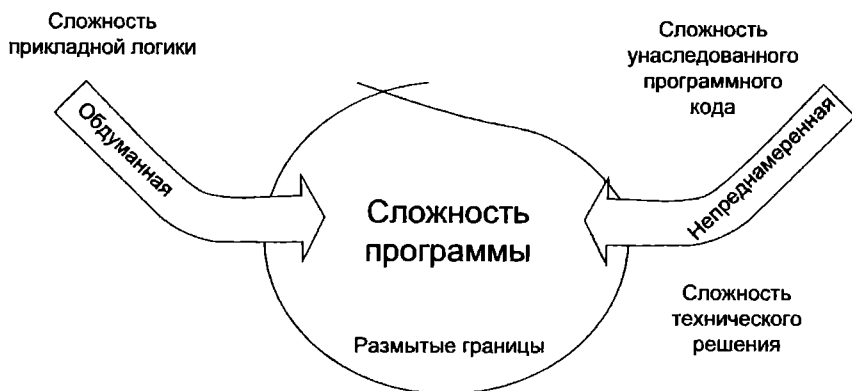 Сложность
прикладной логики
Обдуманная
Сложность
унаследованного
программного
кода
Непреднамеренная
Сложность
программы
Сложность
технического
решения
Размытые границы